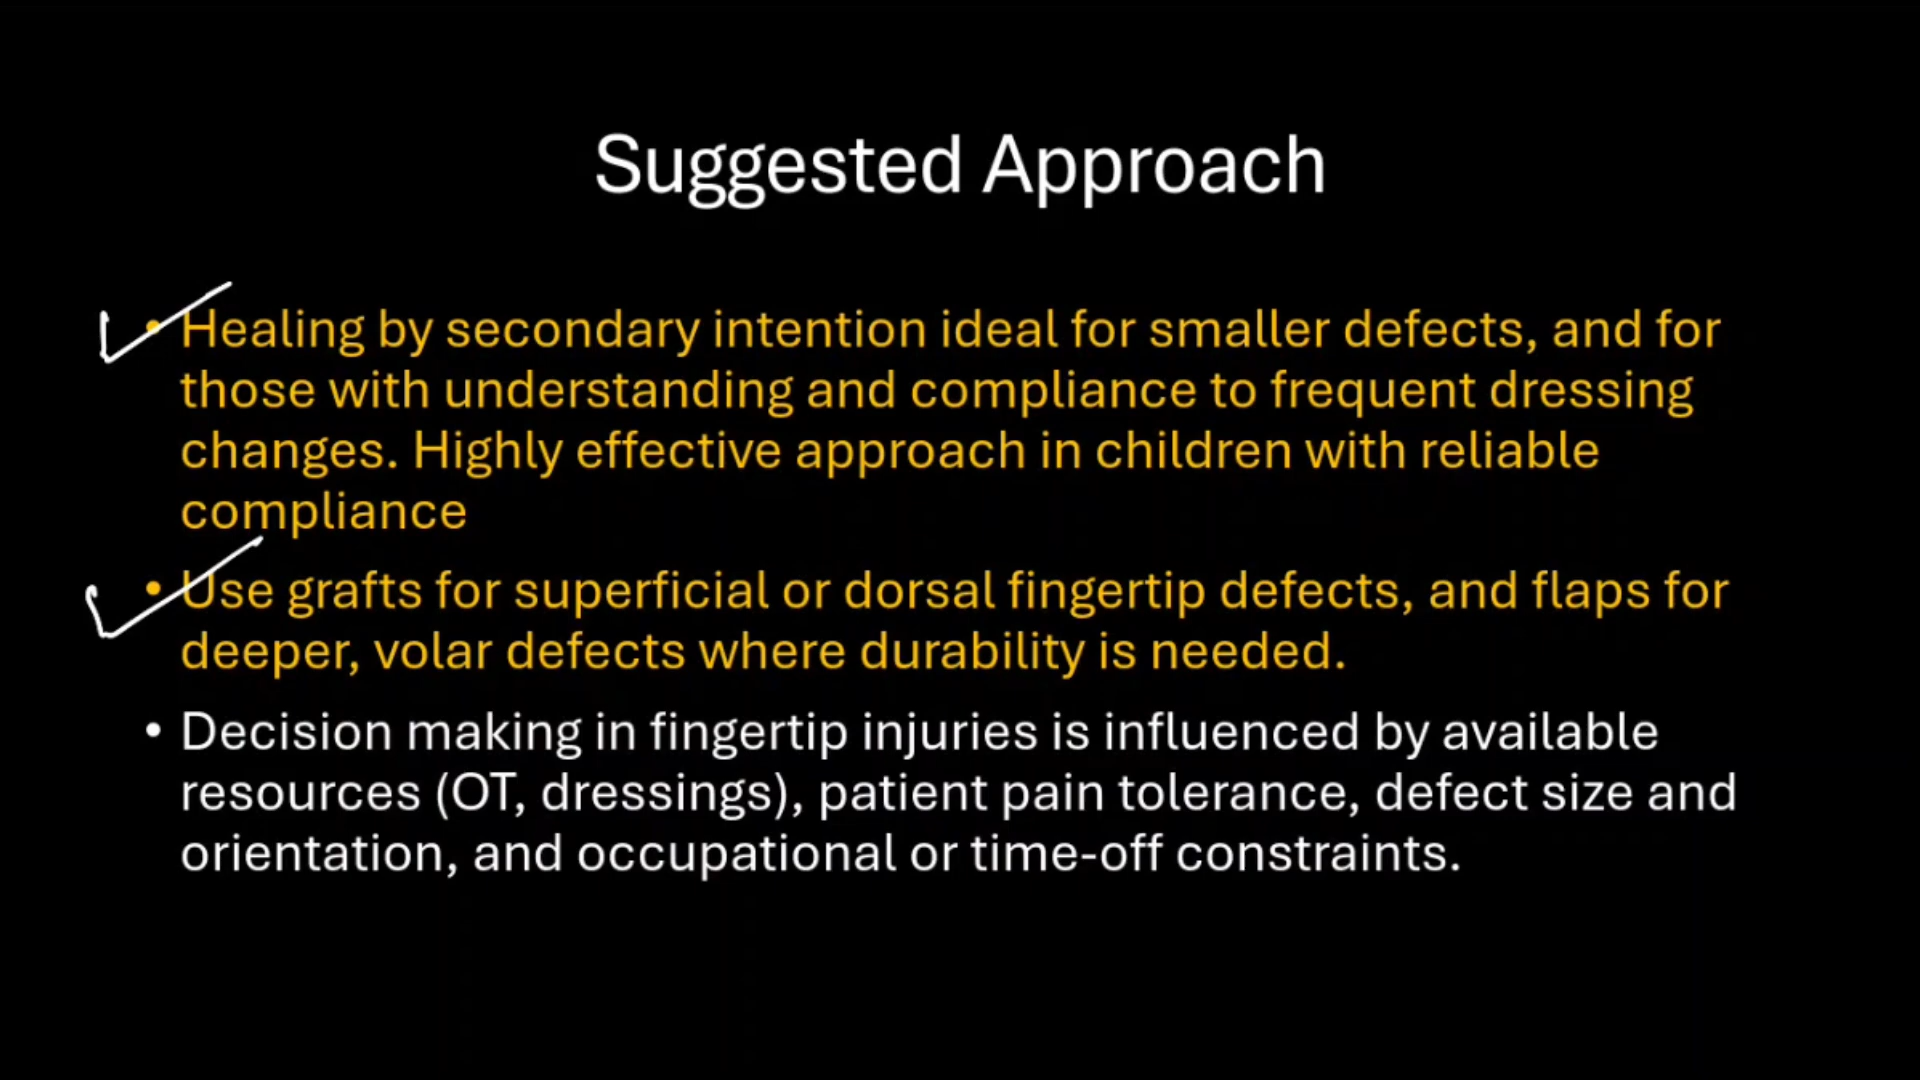 Suggested Approach
• Healing by secondary intention ideal for smaller defects, and for
those with understanding and compliance to frequent dressing
changes. Highly effective approach in children with reliable
compliance
• Use grafts for superficial or dorsal fingertip defects, and flaps for
deeper, volar defects where durability is needed.
• Decision making in fingertip injuries is influenced by available
resources (OT, dressings), patient pain tolerance, defect size and
orientation, and occupational or time-off constraints.